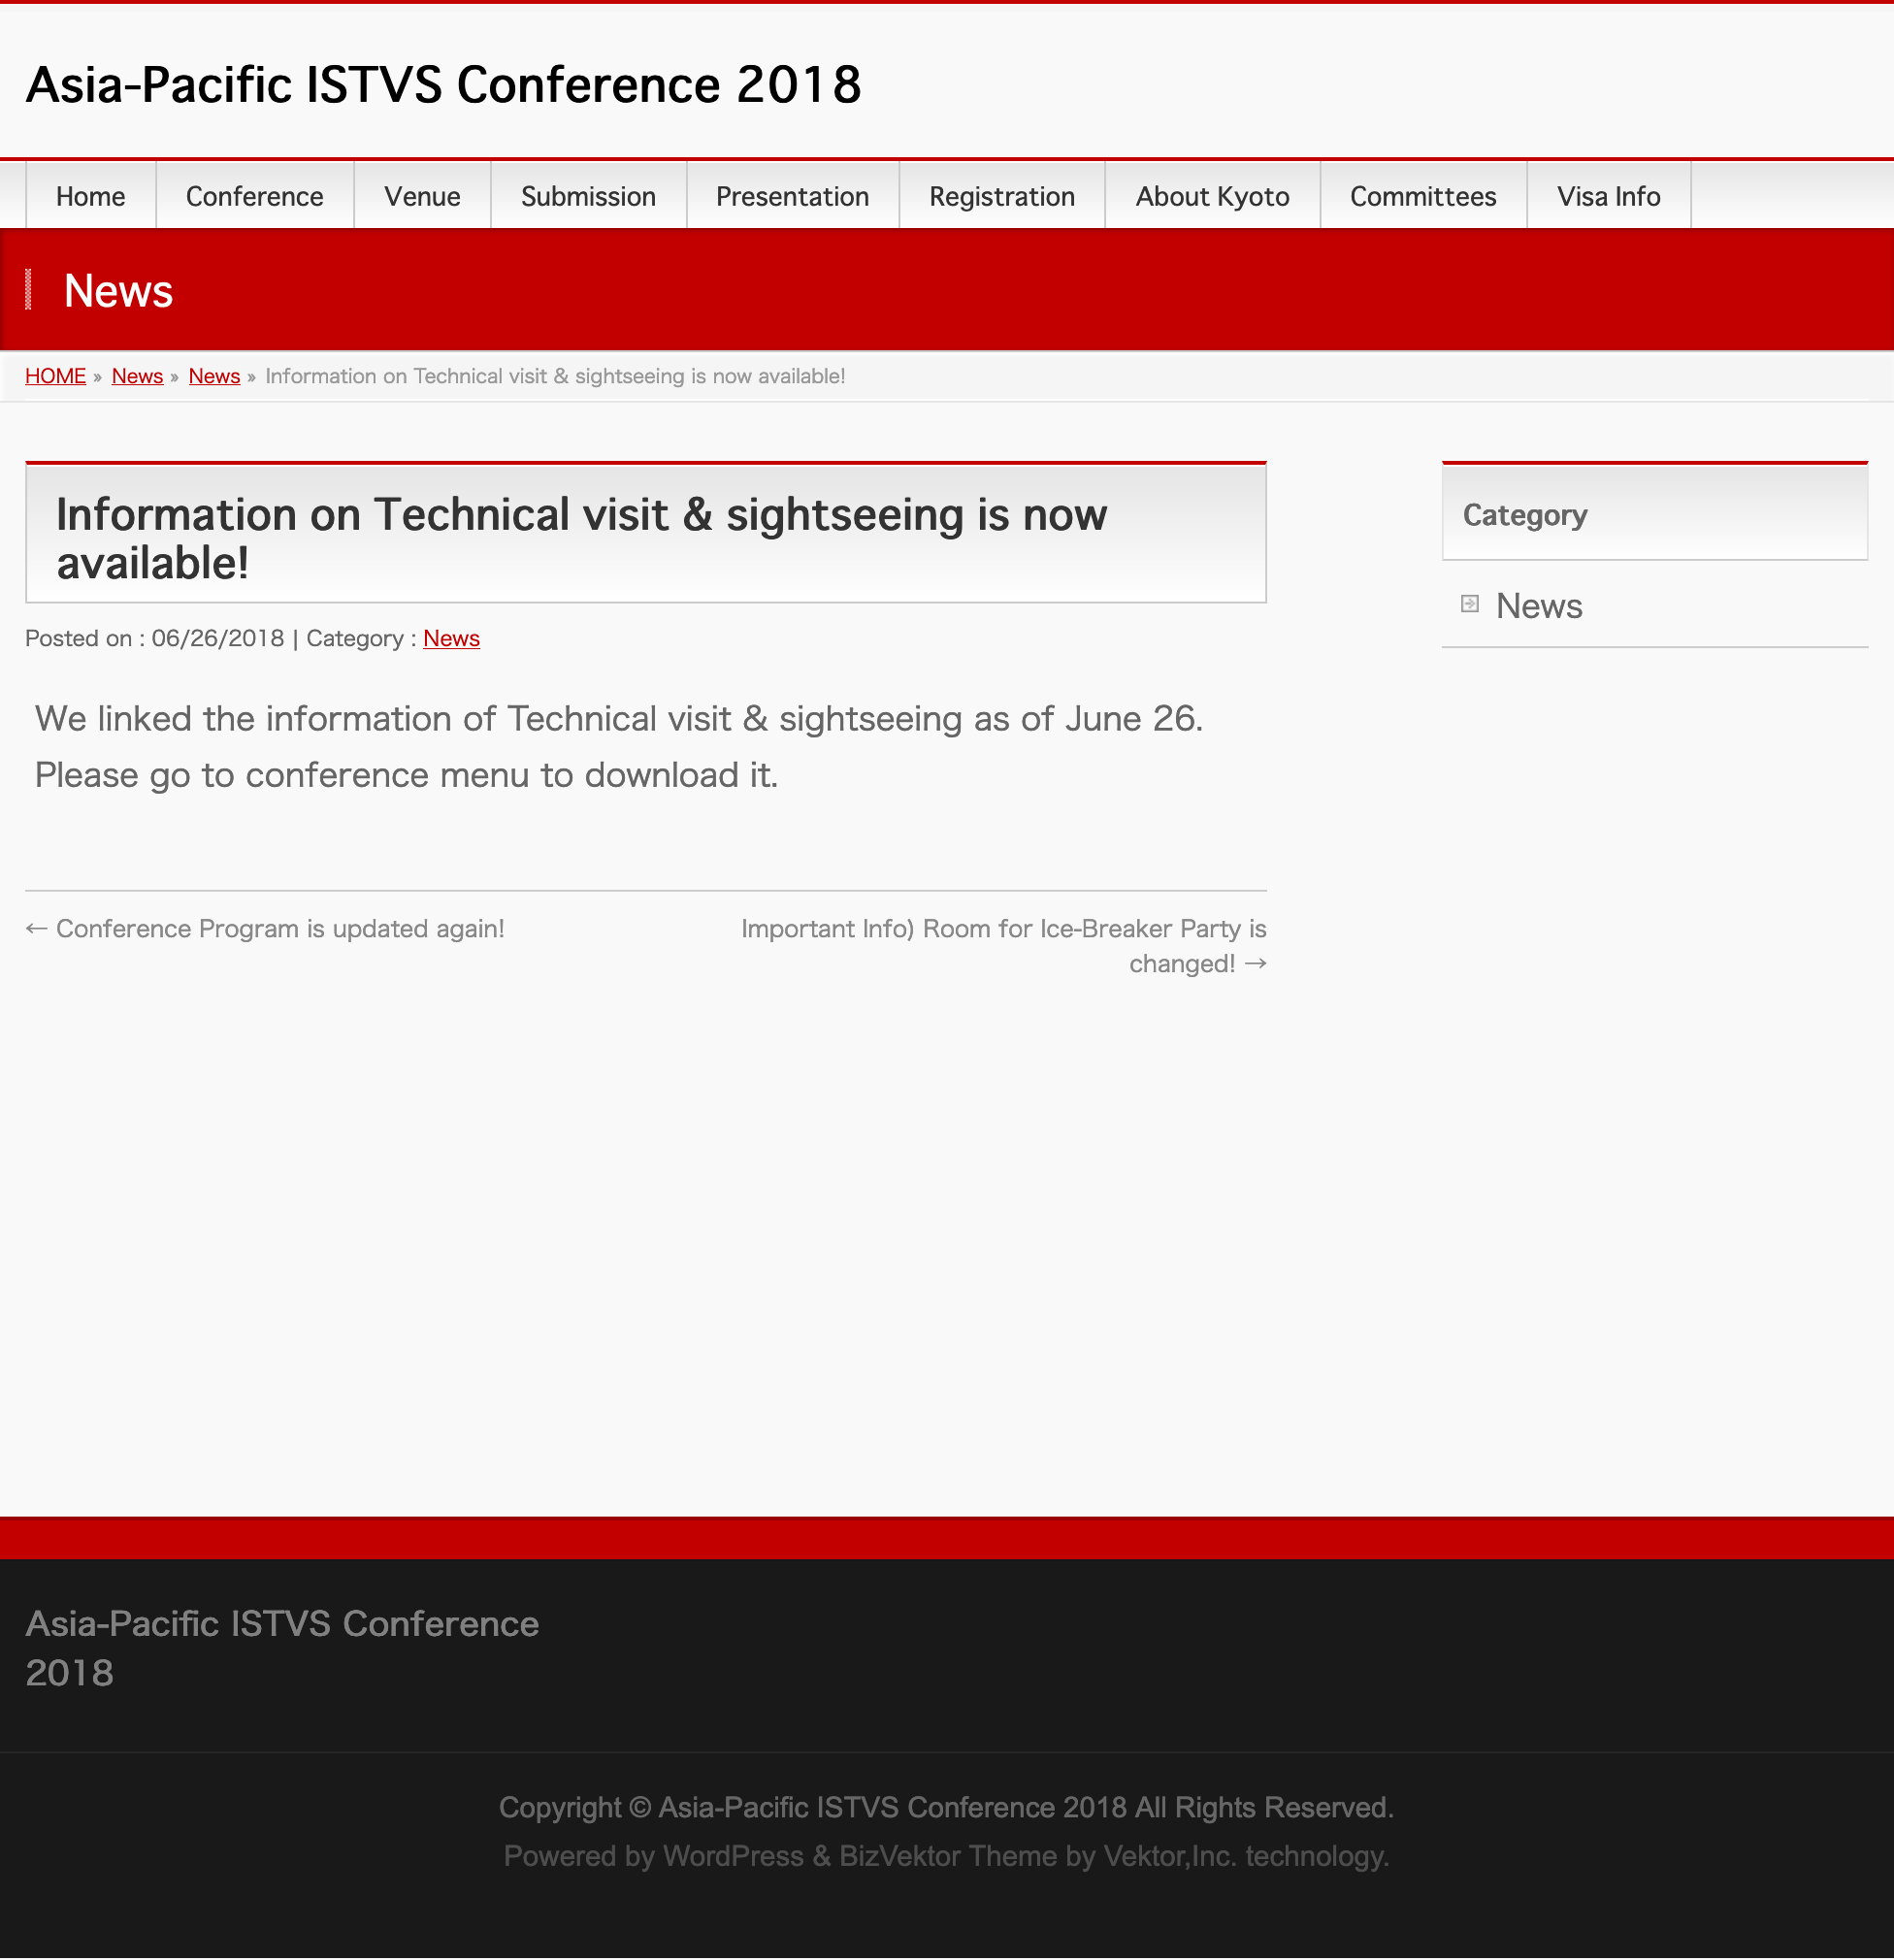 Asia-Pacific ISTVS Conference 2018
Home
Conference
Venue
Submission
Presentation
Registration
About Kyoto
Committees
Visa Info
News
HOME » News » News » Information on Technical visit & sightseeing is now available!
Information on Technical visit & sightseeing is now
available!
Posted on : 06/26/2018 | Category : News
We linked the information of Technical visit & sightseeing as of June 26.
Please go to conference menu to download it.
← Conference Program is updated again!
Important Info) Room for Ice-Breaker Party is
changed! →
Category
News
Asia-Pacific ISTVS Conference
2018
Copyright © Asia-Pacific ISTVS Conference 2018 All Rights Reserved.
Powered by WordPress & BizVektor Theme by Vektor,Inc. technology.